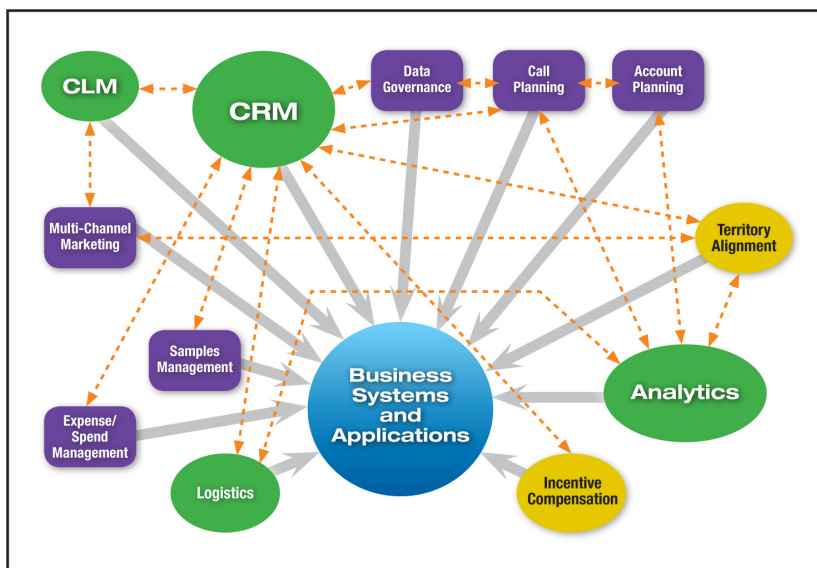 CLM
CRM
Data
Governance
Call
Planning
Account
Planning
Multi-Channel
Marketing
Territory
Alignment
Samples
Management
Business
Systems
and
Applications
Analytics
Expense/
Spend
Management
Logistics
Incentive
Compensation